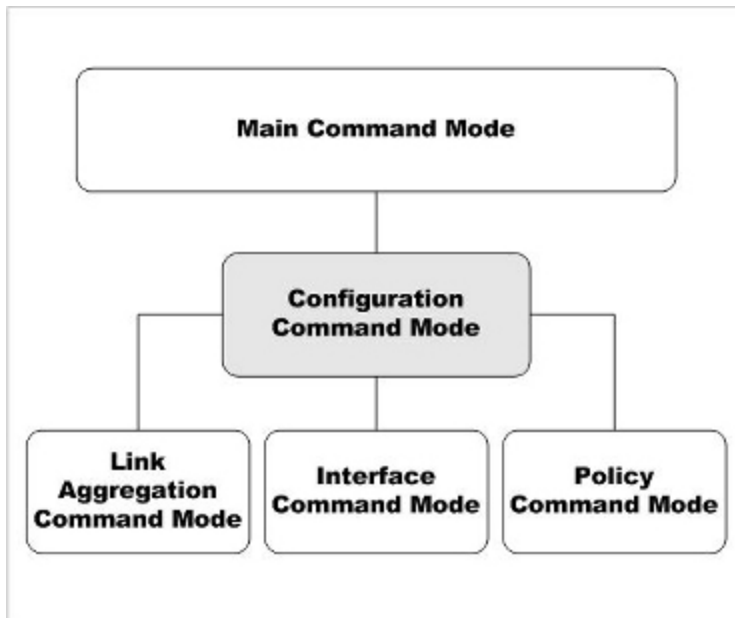 Main Command Mode
Configuration
Command Mode
Link
Aggregation
Command Mode
Interface
Command Mode
Policy
Command Mode